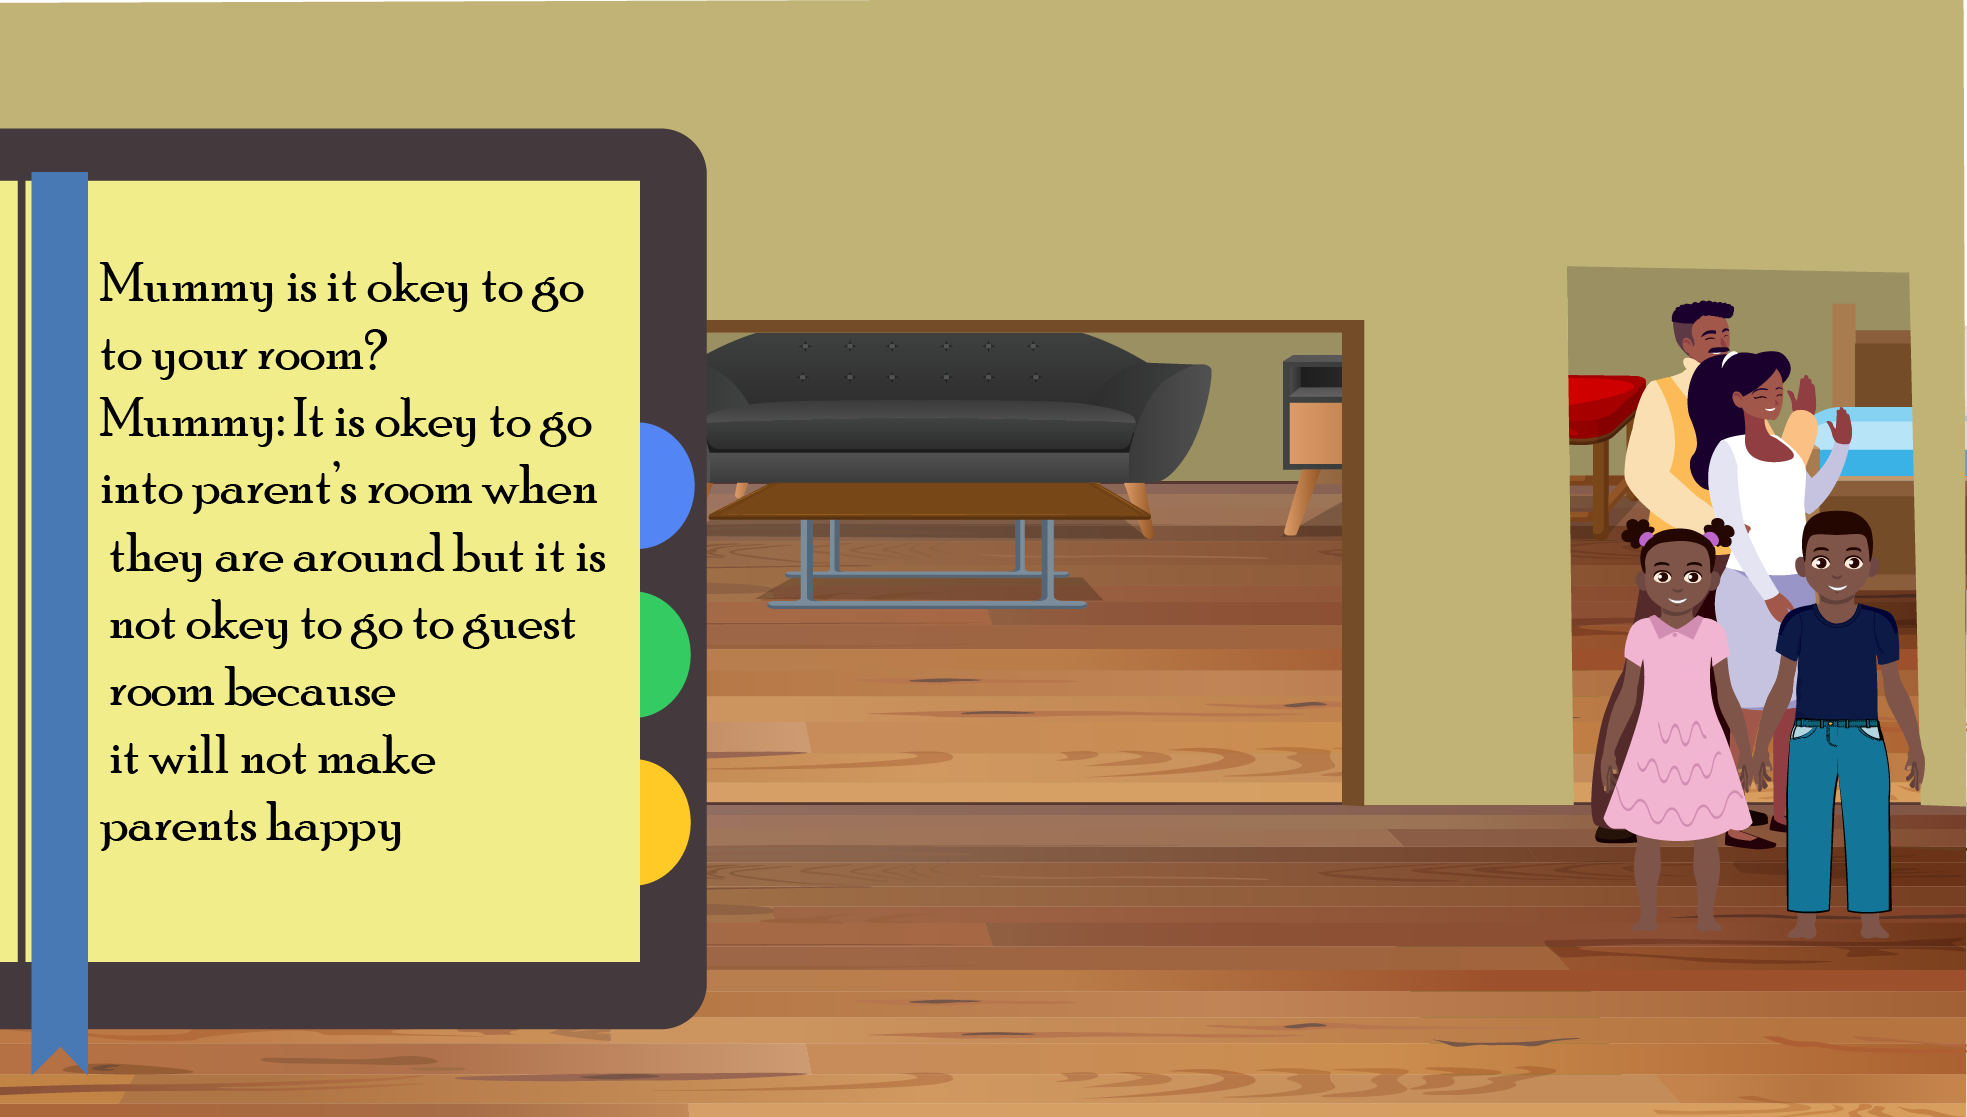 Mummy is it okey to go
to your room?
Mummy: It is okey to go
into parent's room when
they are around but it is
not okey to go to guest
room because
it will not make
parents happy